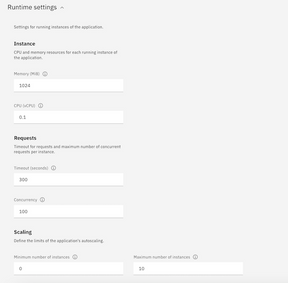 Runtime settings
Settings for running instances of the application.
Instance
CPU and memory resources for each running instance of
the application.
Memory (MiB)
1024
CPU (vCPU)
0.1
Requests
Timeout for requests and maximum number of concurrent
requests per instance.
Timeout (seconds)
300
Concurrency
100
Scaling
Define the limits of the application's autoscaling.
Minimum number of instances Maximum number of instances
0 10